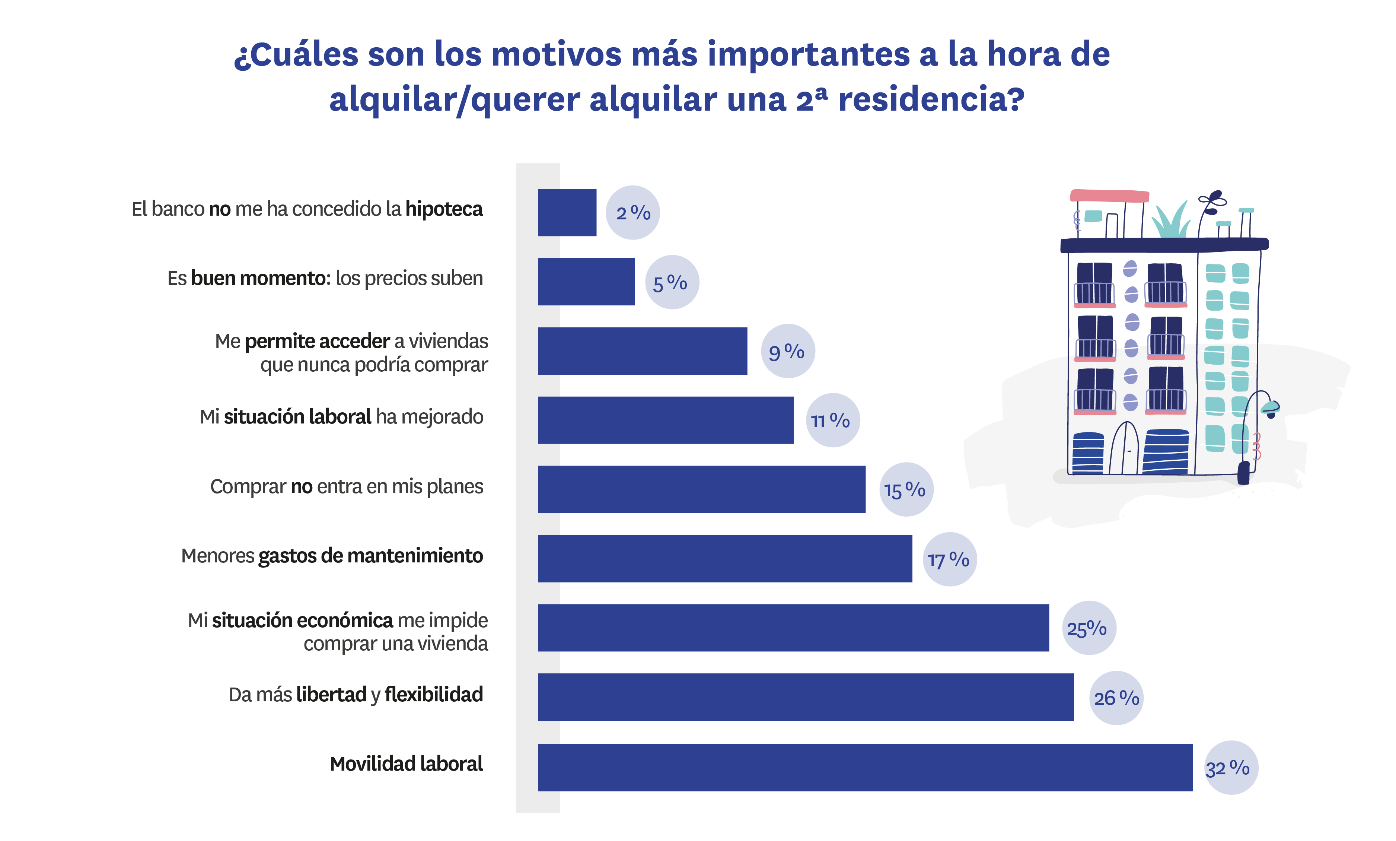 ¿Cuáles son los motivos más importantes a la hora de
alquilar/querer alquilar una 2ª residencia?
El banco no me ha concedido la hipoteca
2 %
Es buen momento: los precios suben
5 %
Me permite acceder a viviendas
que nunca podría comprar
9 %
Mi situación laboral ha mejorado
11 %
Comprar no entra en mis planes
15 %
Menores gastos de mantenimiento
17 %
Mi situación económica me impide
comprar una vivienda
25%
Da más libertad y flexibilidad
26 %
Movilidad laboral
32 %